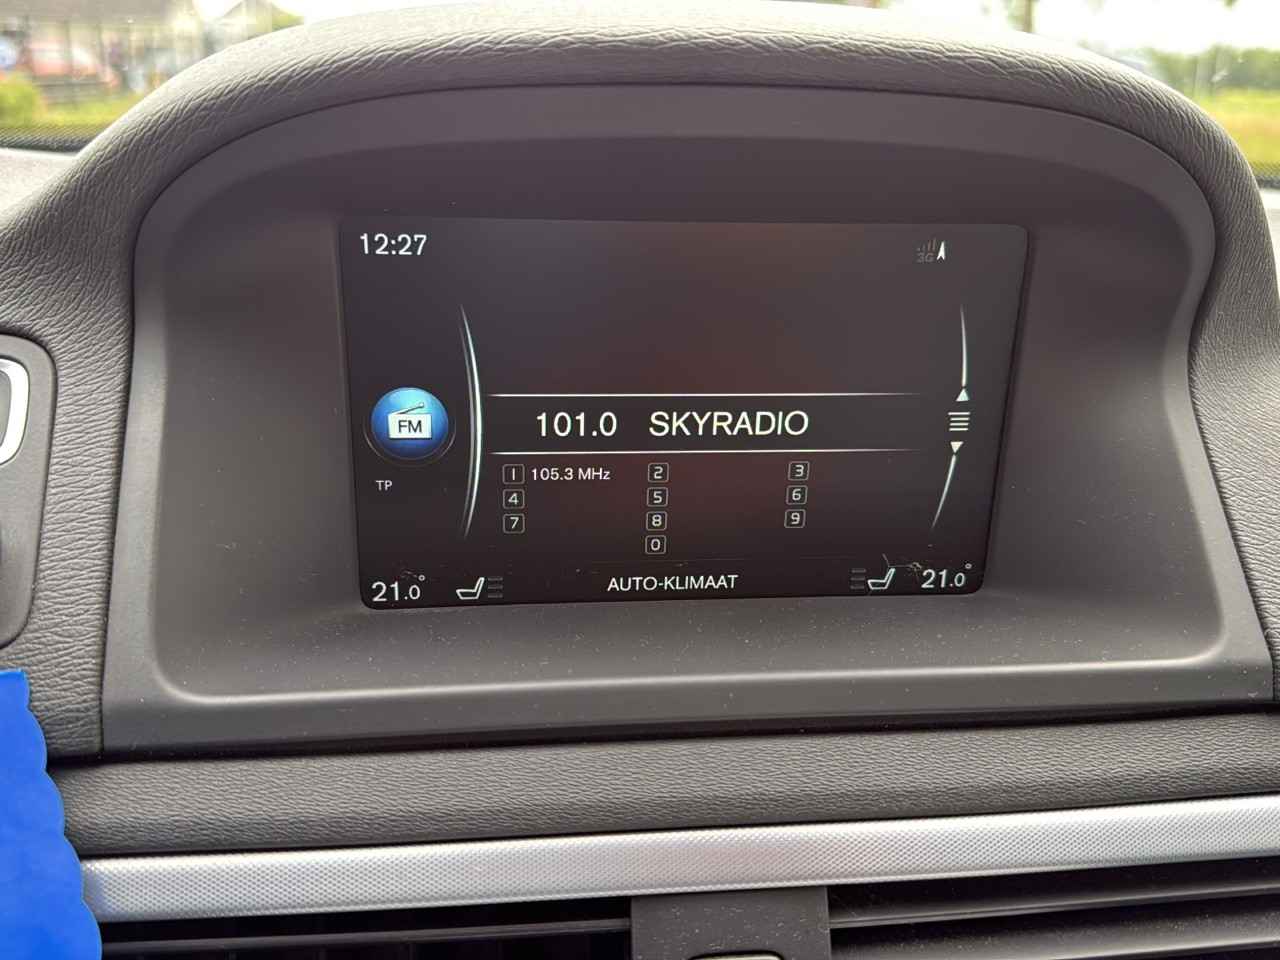 12:27
3G
FM
101.0 SKYRADIO
TP
1 105.3 MHz 2 3
4 5 6
7 8 9
0
21.0° AUTO-KLIMAAT 21.0°